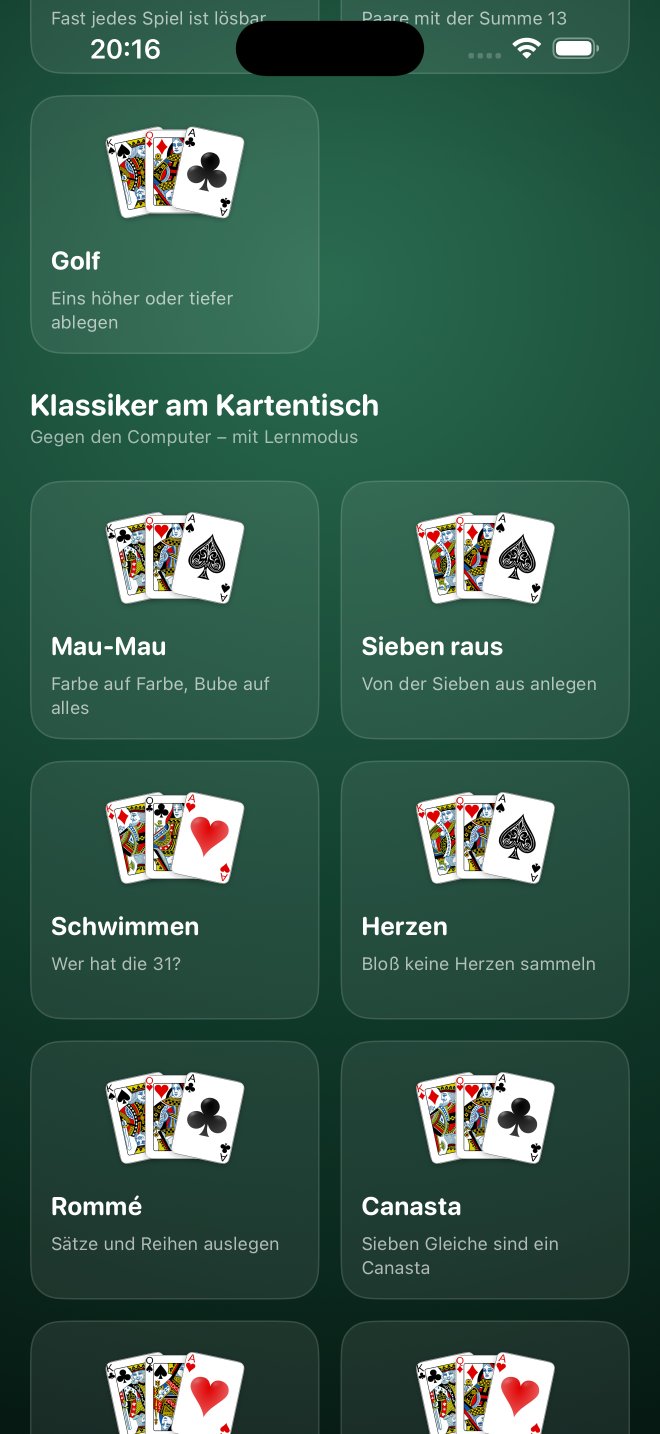 Fast jedes Spiel ist lösbar
Paare mit der Summe 13
20:16
K Q A
A
Golf
Eins höher oder tiefer
ablegen
Klassiker am Kartentisch
Gegen den Computer – mit Lernmodus
K Q A
A
K Q A
A
Mau-Mau
Sieben raus
Farbe auf Farbe, Bube auf
alles
Von der Sieben aus anlegen
K Q A
A
K Q A
A
Schwimmen
Herzen
Wer hat die 31?
Bloß keine Herzen sammeln
K Q A
A
K Q A
A
Rommé
Canasta
Sätze und Reihen auslegen
Sieben Gleiche sind ein
Canasta
K Q A
K Q A